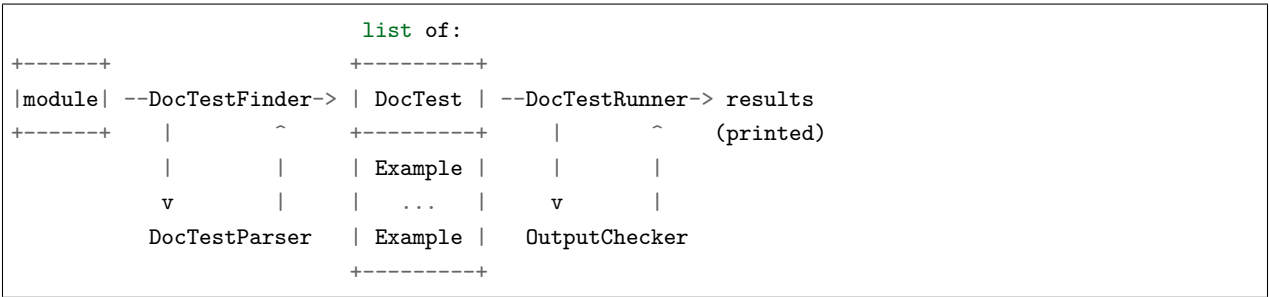 list of:
+------+                   +---------+
|module| --DocTestFinder-> | DocTest | --DocTestRunner-> results
+------+    |        ^     +---------+     |       ^    (printed)
            |        |     | Example |     |       |
            v        |     |   ...   |     v       |
           DocTestParser   | Example |   OutputChecker
                           +---------+